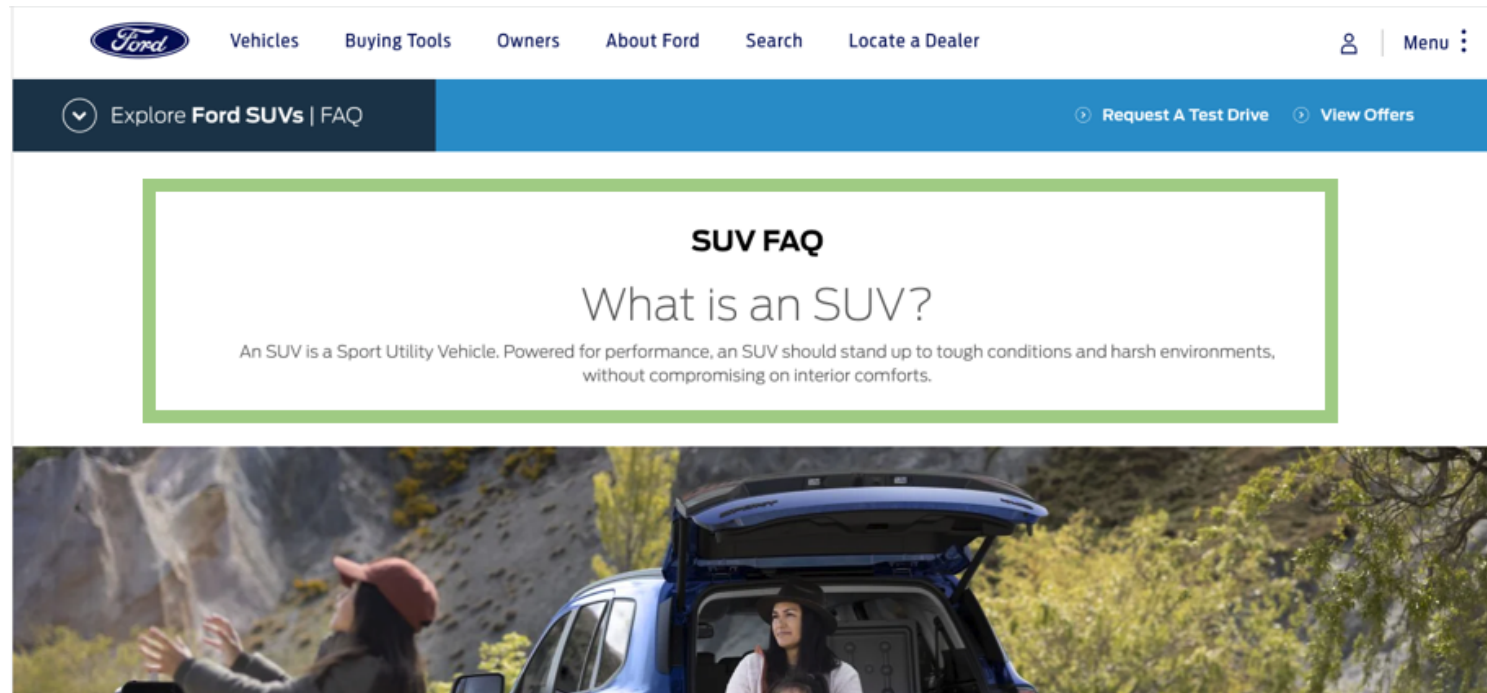 Ford Vehicles Buying Tools Owners About Ford Search Locate a Dealer Menu
Explore Ford SUVs | FAQ Request A Test Drive View Offers
SUV FAQ
What is an SUV?
An SUV is a Sport Utility Vehicle. Powered for performance, an SUV should stand up to tough conditions and harsh environments,
without compromising on interior comforts.